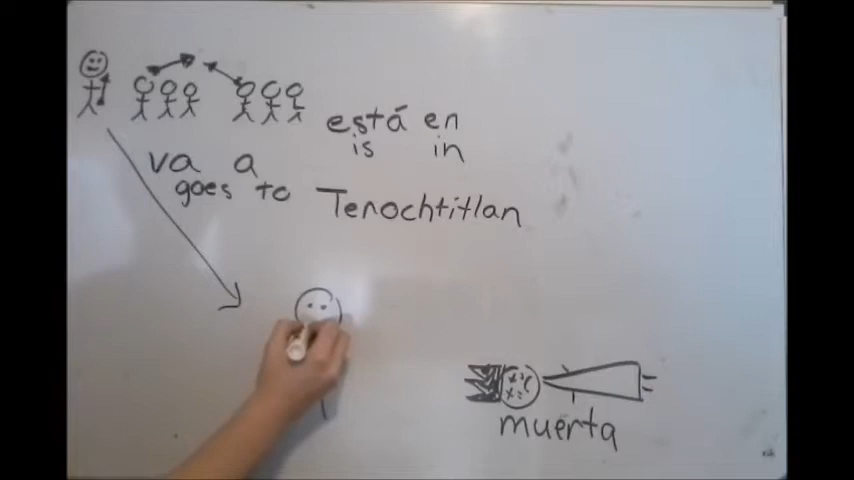 está en
is in
va a
goes to Tenochtitlan
muerta